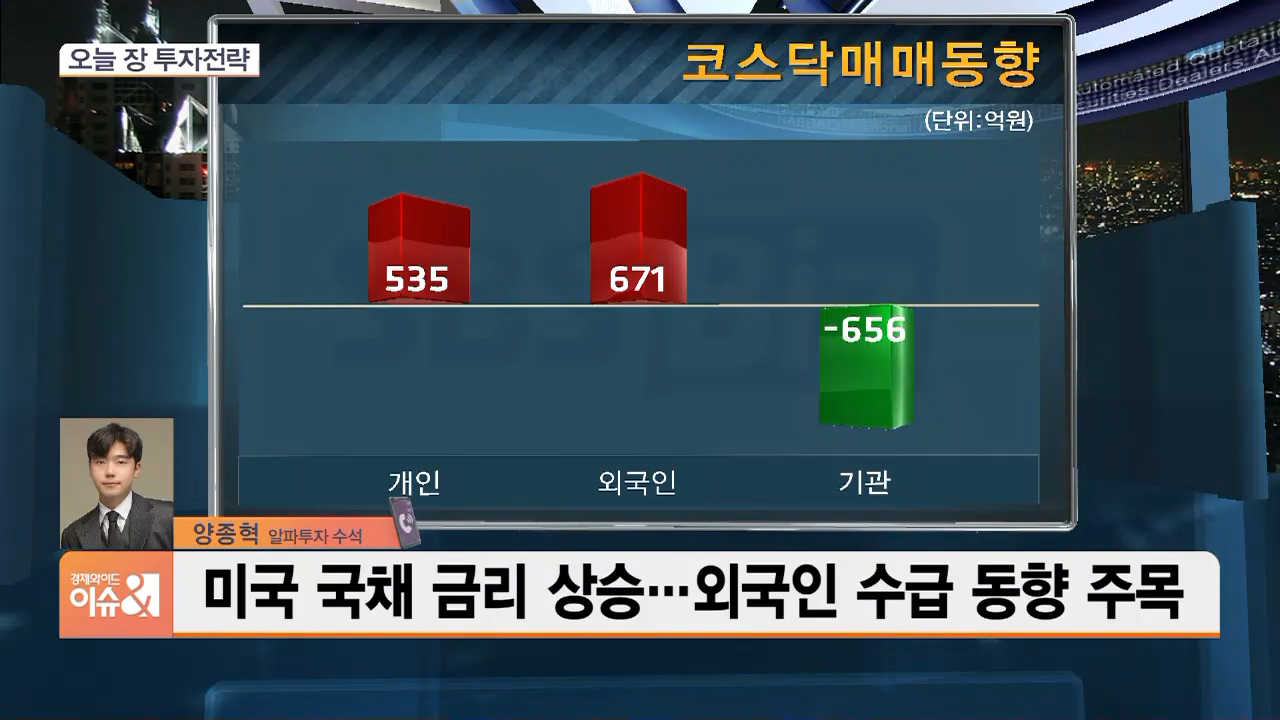 오늘 장 투자전략
코스닥매매동향
(단위:억원)
535
671
-656
개인
외국인
기관
양종혁 알파투자 수석
경제와이드
이슈&
미국 국채 금리 상승…외국인 수급 동향 주목